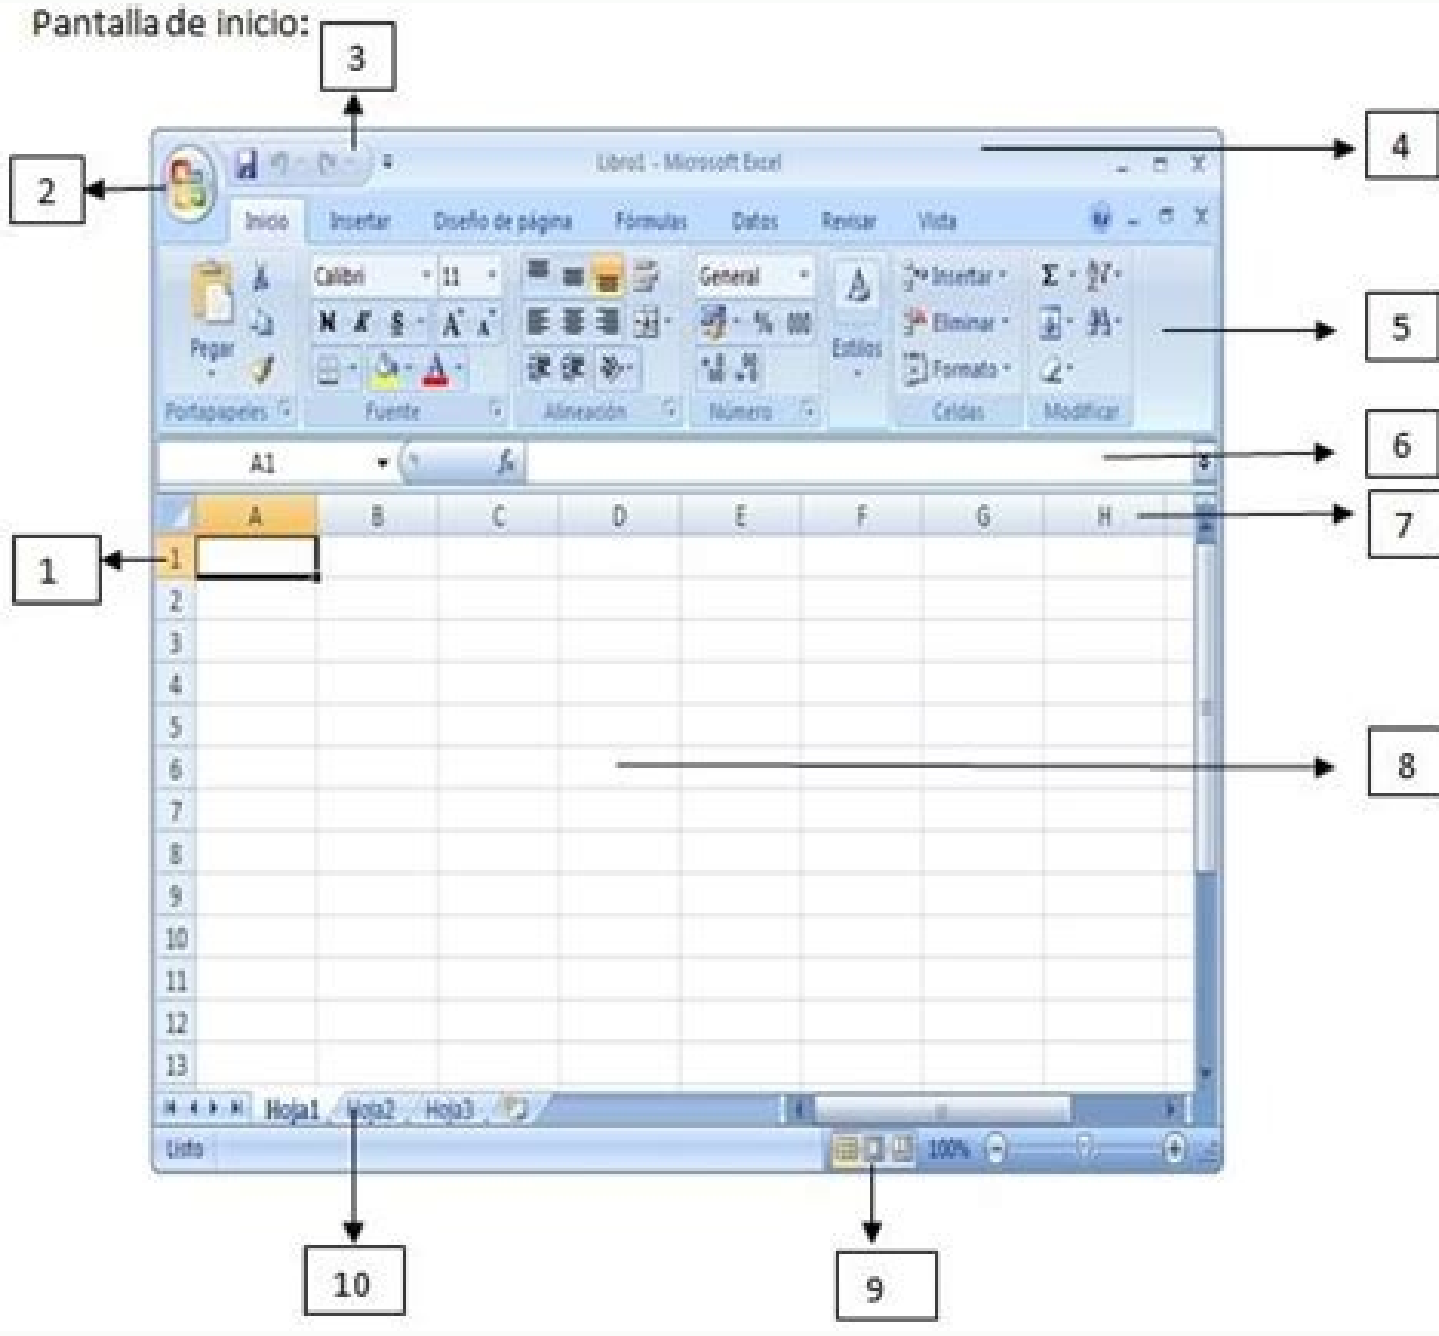 Pantalla de inicio:
3
4
2
Libro1 - Microsoft Excel
Inicio Insertar Diseño de página Fórmulas Datos Revisar Vista
Calibri 11 General Σ Insertar
N K S A A % 000 Eliminar
5
Pegar Estilos Formato
Portapapeles Fuente Alineación Número Celdas Modificar
A1 fx
6
A B C D E F G H
7
1
1
2
3
4
5
6
8
7
8
9
10
11
12
13
Hoja1 Hoja2 Hoja3
Listo 100%
10
9